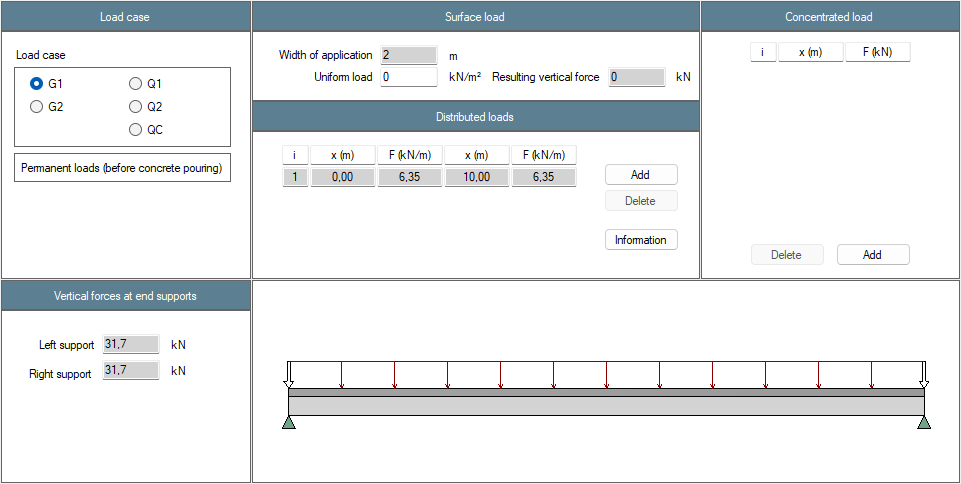 Load case
Load case
G1
Q1
G2
Q2
QC
Permanent loads (before concrete pouring)
Surface load
Width of application 2 m
Uniform load 0 kN/m² Resulting vertical force 0 kN
Distributed loads
i x (m) F (kN/m) x (m) F (kN/m)
1 0,00 6,35 10,00 6,35
Add
Delete
Information
Concentrated load
i x (m) F (kN)
Delete Add
Vertical forces at end supports
Left support 31,7 kN
Right support 31,7 kN